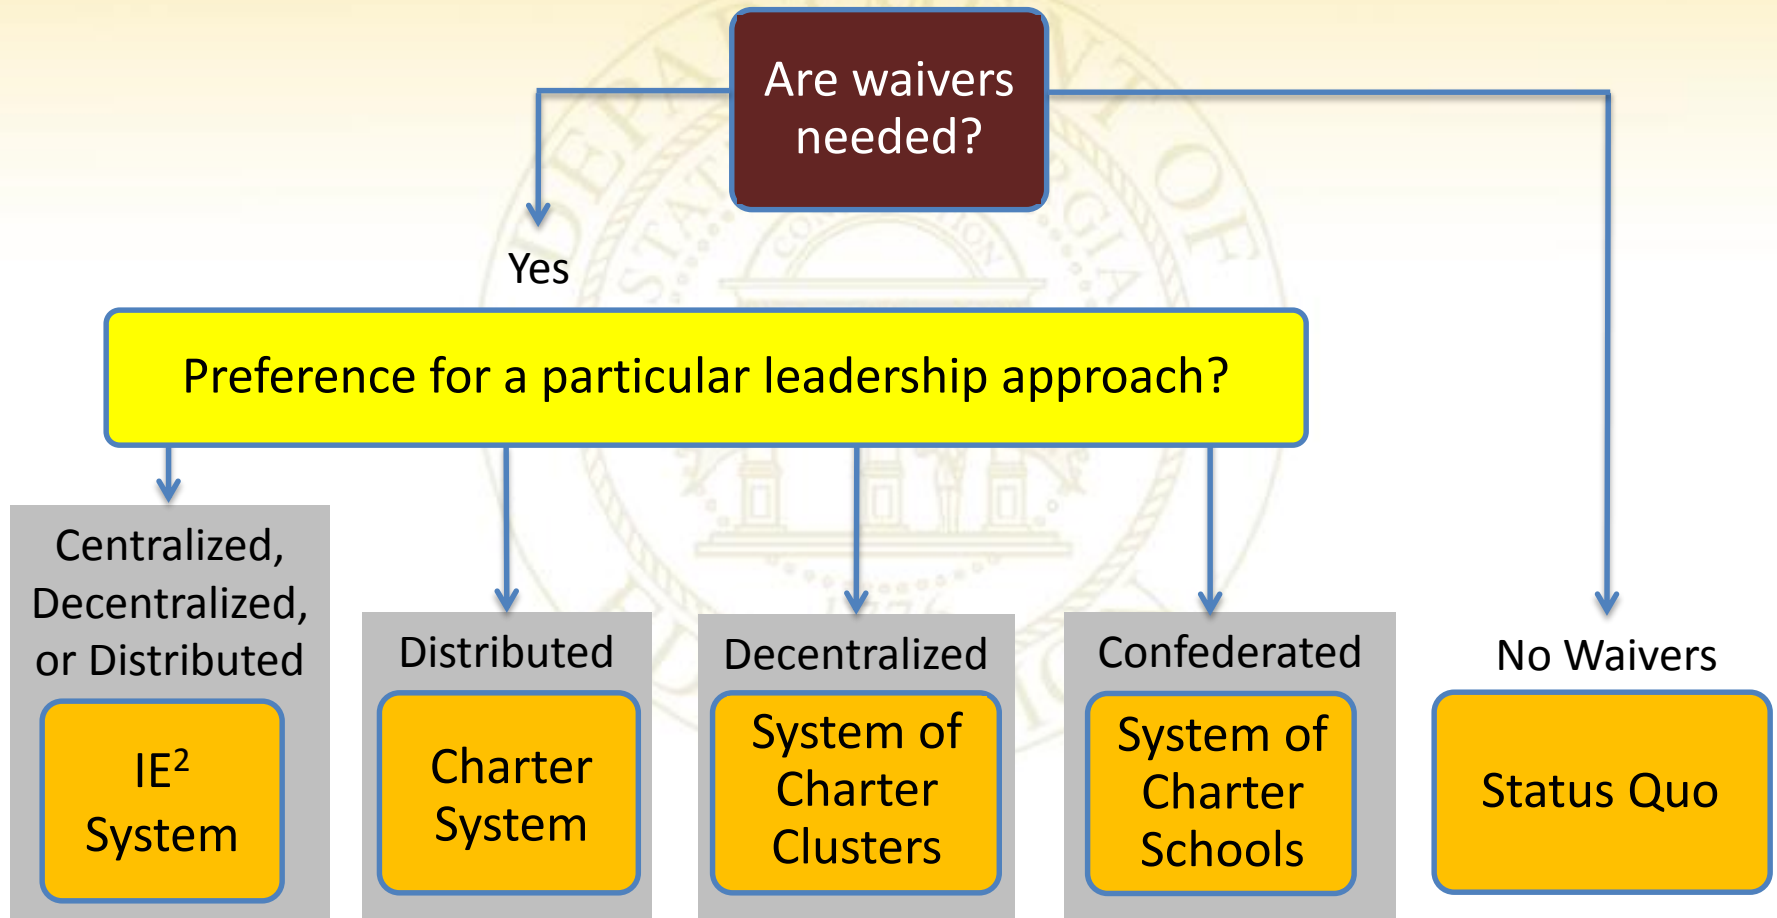 Are waivers
needed?
Yes
Preference for a particular leadership approach?
Centralized,
Decentralized,
or Distributed
IE²
System
Distributed
Charter
System
Decentralized
System of
Charter
Clusters
Confederated
System of
Charter
Schools
No Waivers
Status Quo
1776